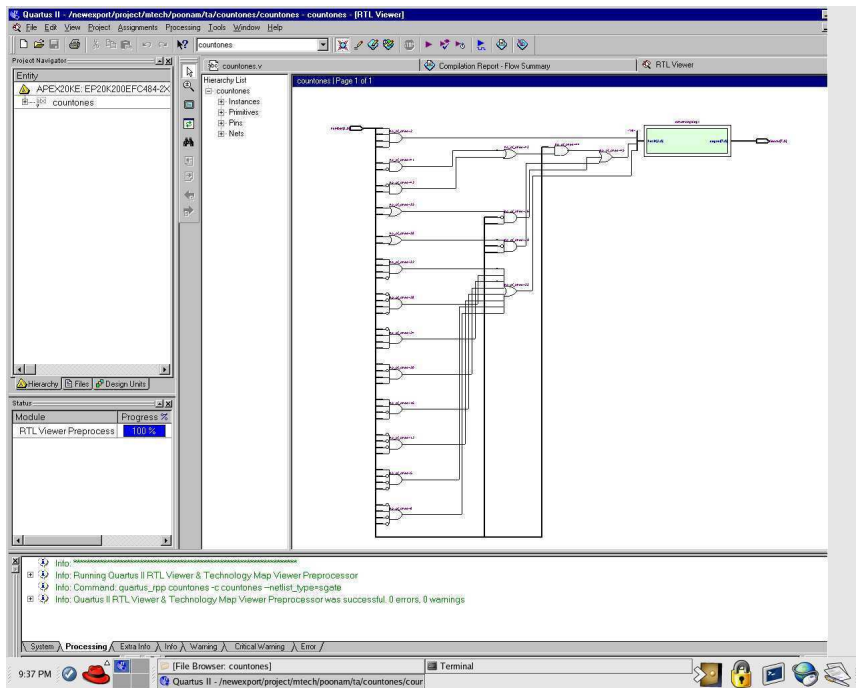 Quartus II - /newexport/project/mtech/poonam/ta/countones/countones - countones - [RTL Viewer]
File Edit View Project Assignments Processing Tools Window Help
countones
Project Navigator
Entity
APEX20KE: EP20K200EFC484-2X
countones
Hierarchy Files Design Units
Status
Module Progress %
RTL Viewer Preprocess 100 %
countones.v
Compilation Report - Flow Summary
RTL Viewer
Hierarchy List
countones
Instances
Primitives
Pins
Nets
countones | Page 1 of 1
Info: *******************************************************************
Info: Running Quartus II RTL Viewer & Technology Map Viewer Preprocessor
Info: Command: quartus_rpp countones -c countones --netlist_type=sgate
Info: Quartus II RTL Viewer & Technology Map Viewer Preprocessor was successful. 0 errors, 0 warnings
System Processing Extra Info Info Warning Critical Warning Error
9:37 PM
[File Browser: countones]
Terminal
Quartus II - /newexport/project/mtech/poonam/ta/countones/cour